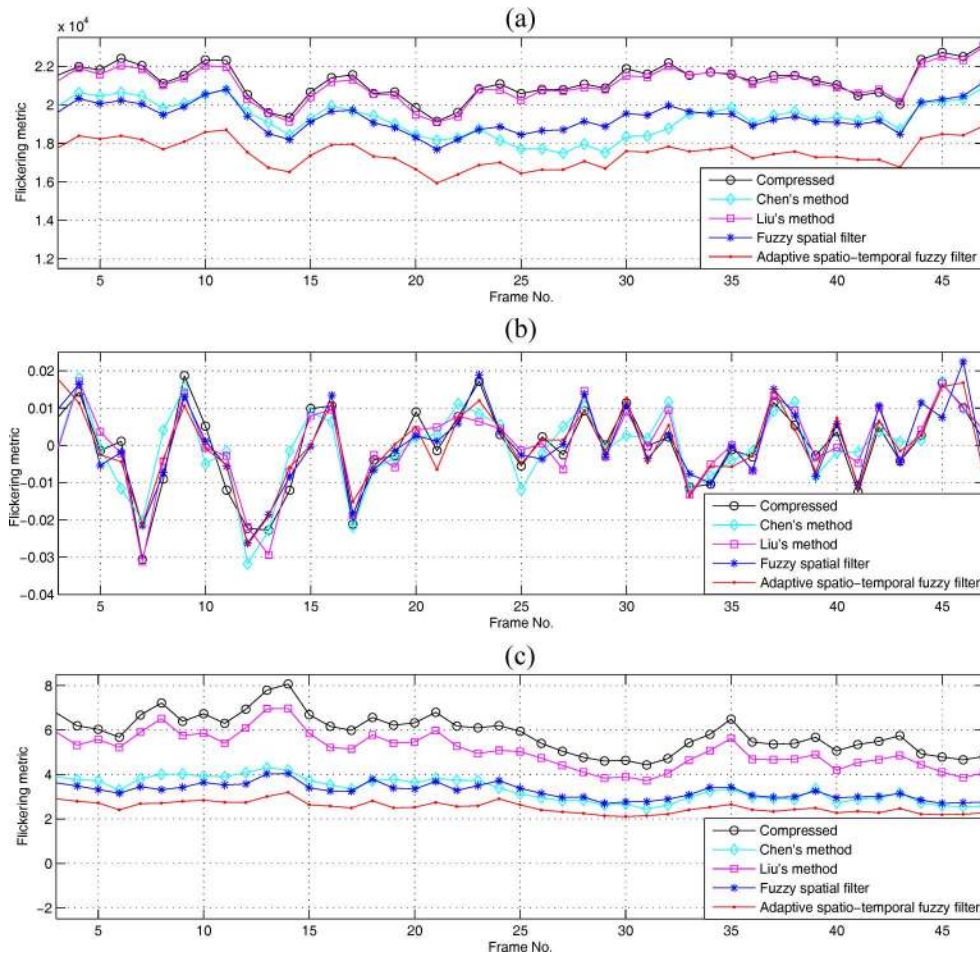 (a)
x 10⁴
2.2
2.0
1.8
1.6
1.4
1.2
Flickering metric
5 10 15 20 25 30 35 40 45
Frame No.
Compressed
Chen's method
Liu's method
Fuzzy spatial filter
Adaptive spatio-temporal fuzzy filter
(b)
0.02
0.01
0
-0.01
-0.02
-0.03
-0.04
Flickering metric
5 10 15 20 25 30 35 40 45
Frame No.
Compressed
Chen's method
Liu's method
Fuzzy spatial filter
Adaptive spatio-temporal fuzzy filter
(c)
8
6
4
2
0
-2
Flickering metric
5 10 15 20 25 30 35 40 45
Frame No.
Compressed
Chen's method
Liu's method
Fuzzy spatial filter
Adaptive spatio-temporal fuzzy filter